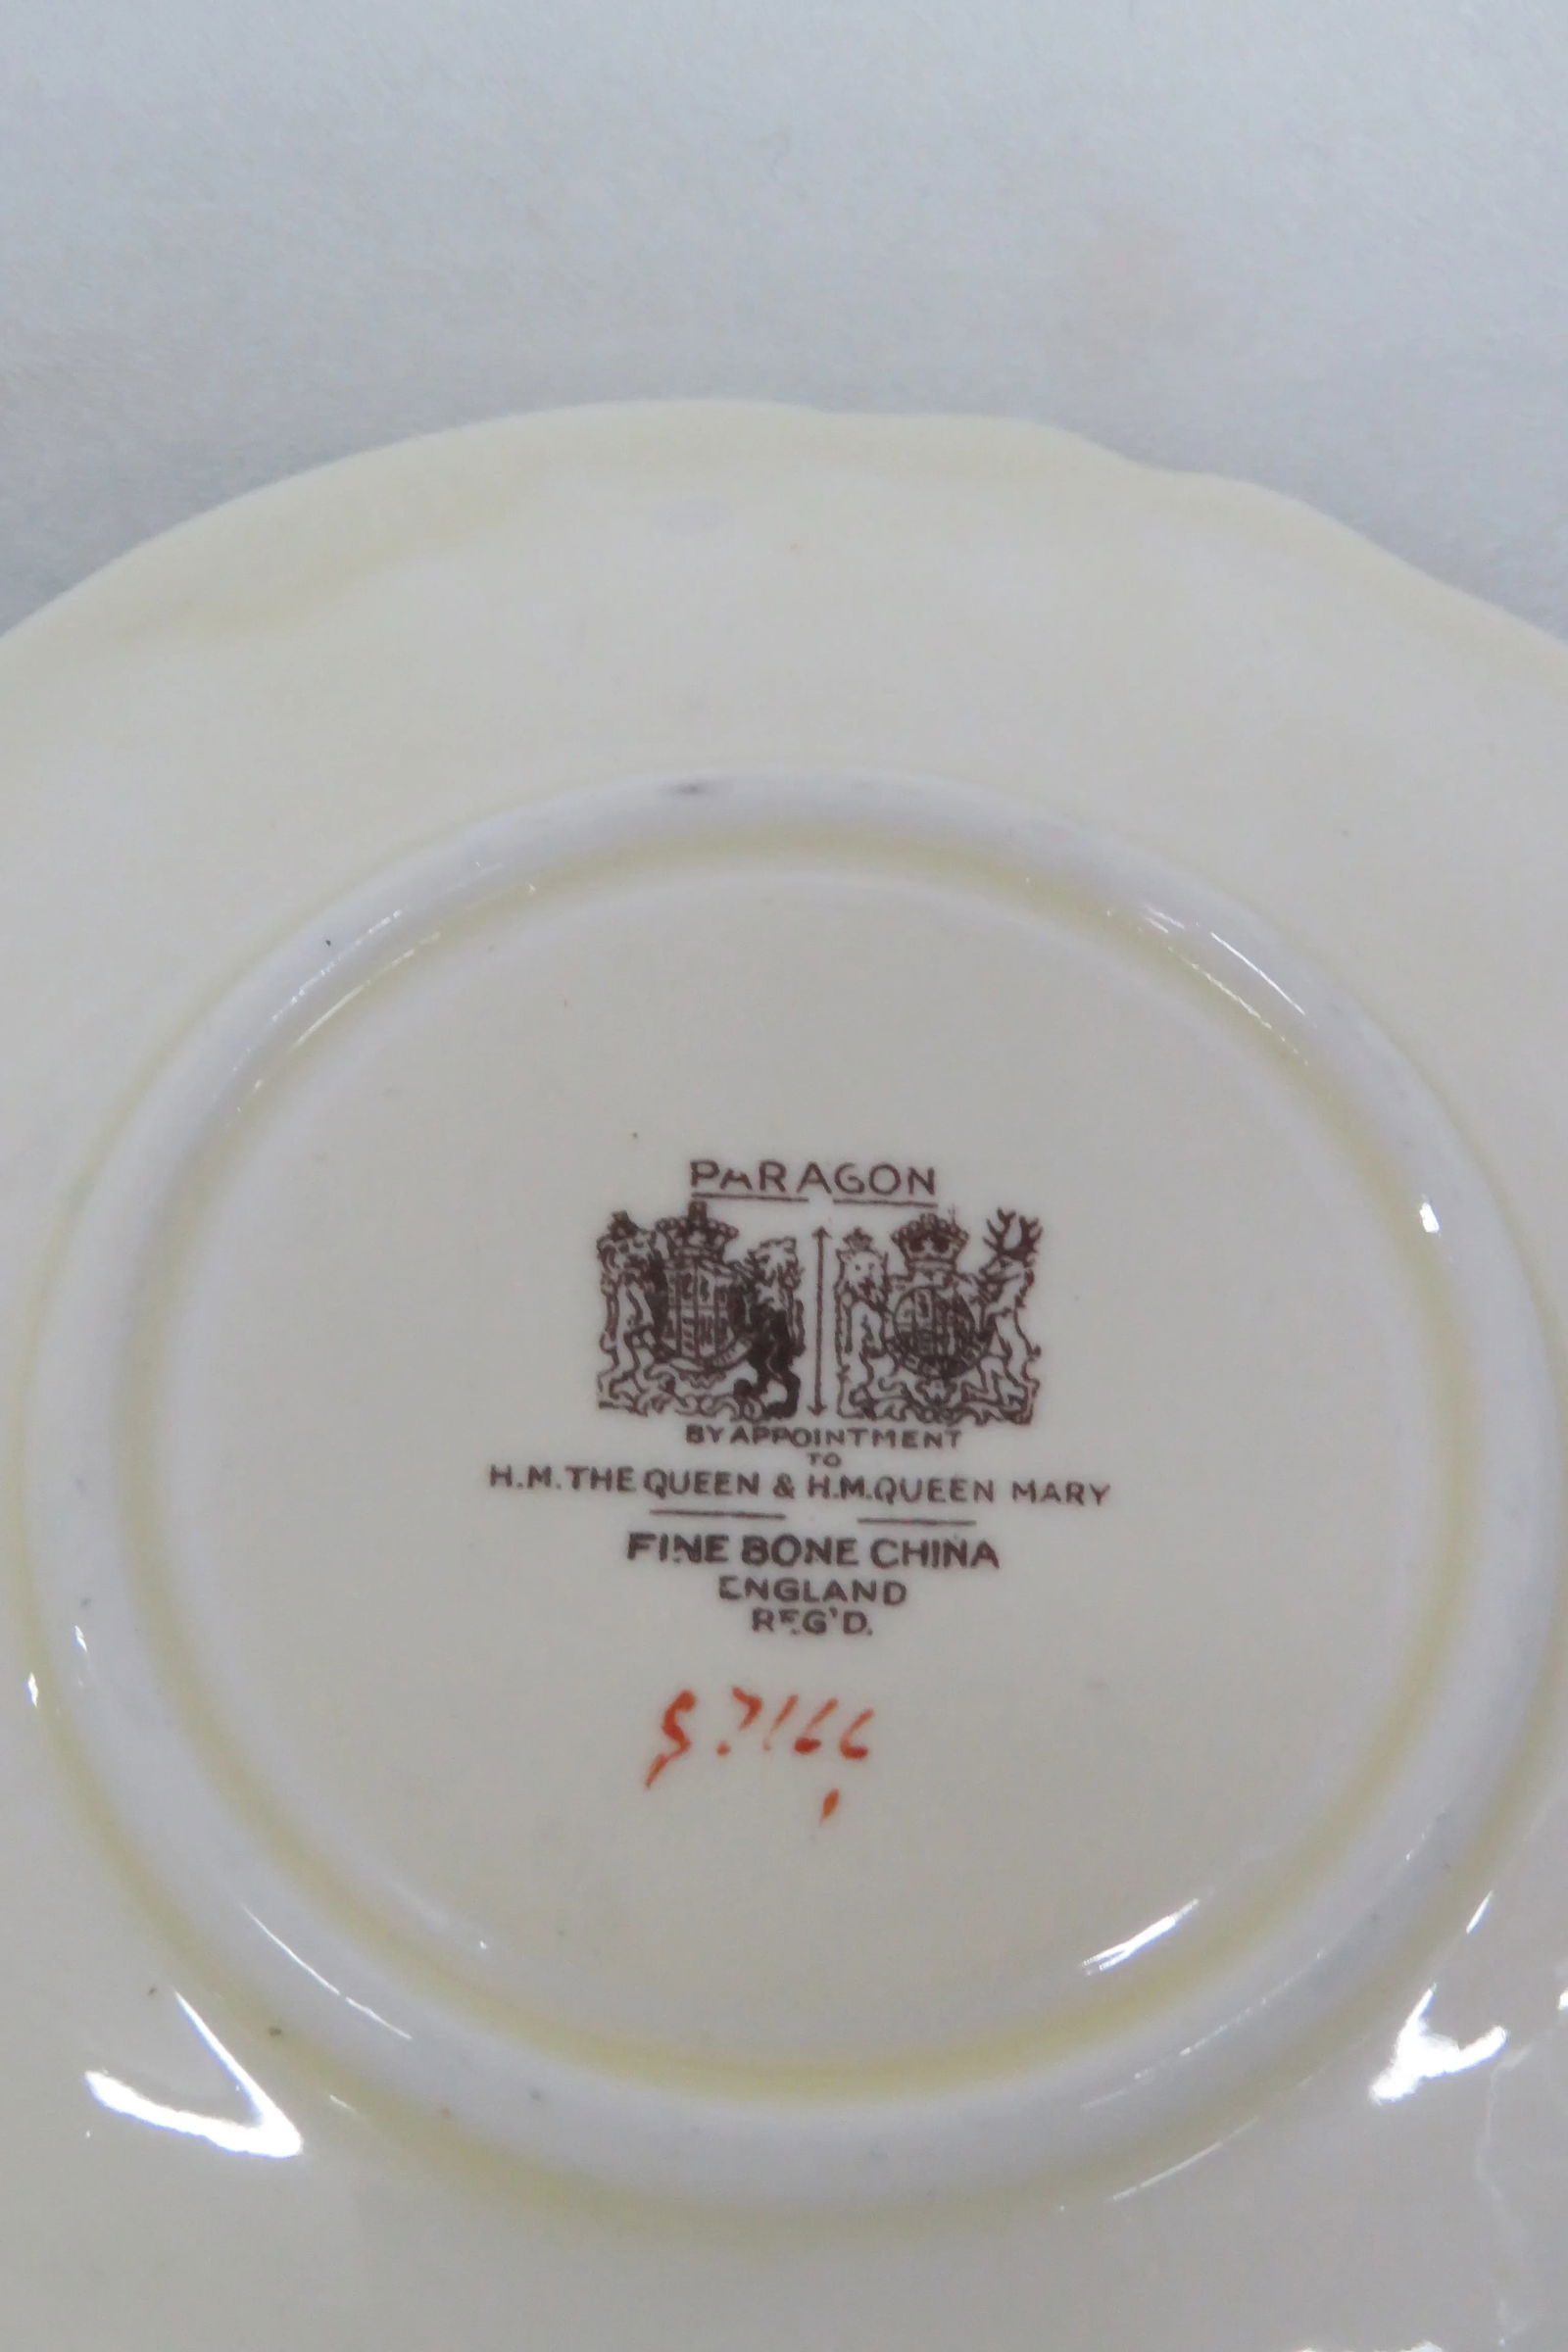 PARAGON
BY APPOINTMENT
TO
H.M. THE QUEEN & H.M. QUEEN MARY
FINE BONE CHINA
ENGLAND
REG'D.